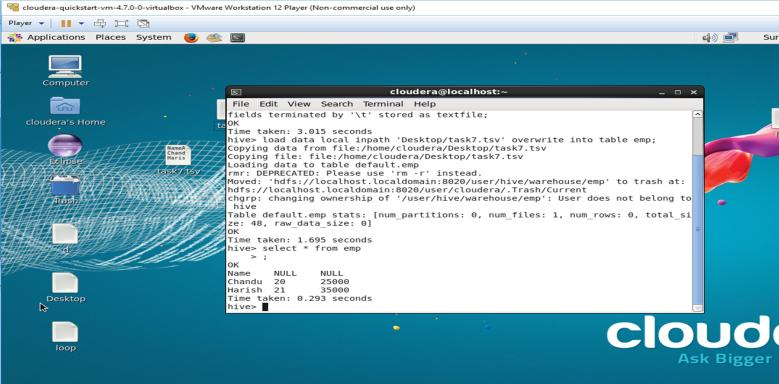 cloudera-quickstart-vm-4.7.0-0-virtualbox - VMware Workstation 12 Player (Non-commercial use only)
Player
Applications Places System
Sun
Computer
cloudera's Home
Eclipse
Trash
Desktop
loop
NameA
Chand
Haris
task7.tsv
ta
cloudera@localhost:~
File Edit View Search Terminal Help
fields terminated by '\t' stored as textfile;
OK
Time taken: 3.015 seconds
hive> load data local inpath 'Desktop/task7.tsv' overwrite into table emp;
Copying data from file:/home/cloudera/Desktop/task7.tsv
Copying file: file:/home/cloudera/Desktop/task7.tsv
Loading data to table default.emp
rmr: DEPRECATED: Please use 'rm -r' instead.
Moved: 'hdfs://localhost.localdomain:8020/user/hive/warehouse/emp' to trash at:
hdfs://localhost.localdomain:8020/user/cloudera/.Trash/Current
chgrp: changing ownership of '/user/hive/warehouse/emp': User does not belong to
hive
Table default.emp stats: [num_partitions: 0, num_files: 1, num_rows: 0, total_si
ze: 48, raw_data_size: 0]
OK
Time taken: 1.695 seconds
hive> select * from emp
> ;
OK
Name NULL NULL
Chandu 20 25000
Harish 21 35000
Time taken: 0.293 seconds
hive>
cloude
Ask Bigger